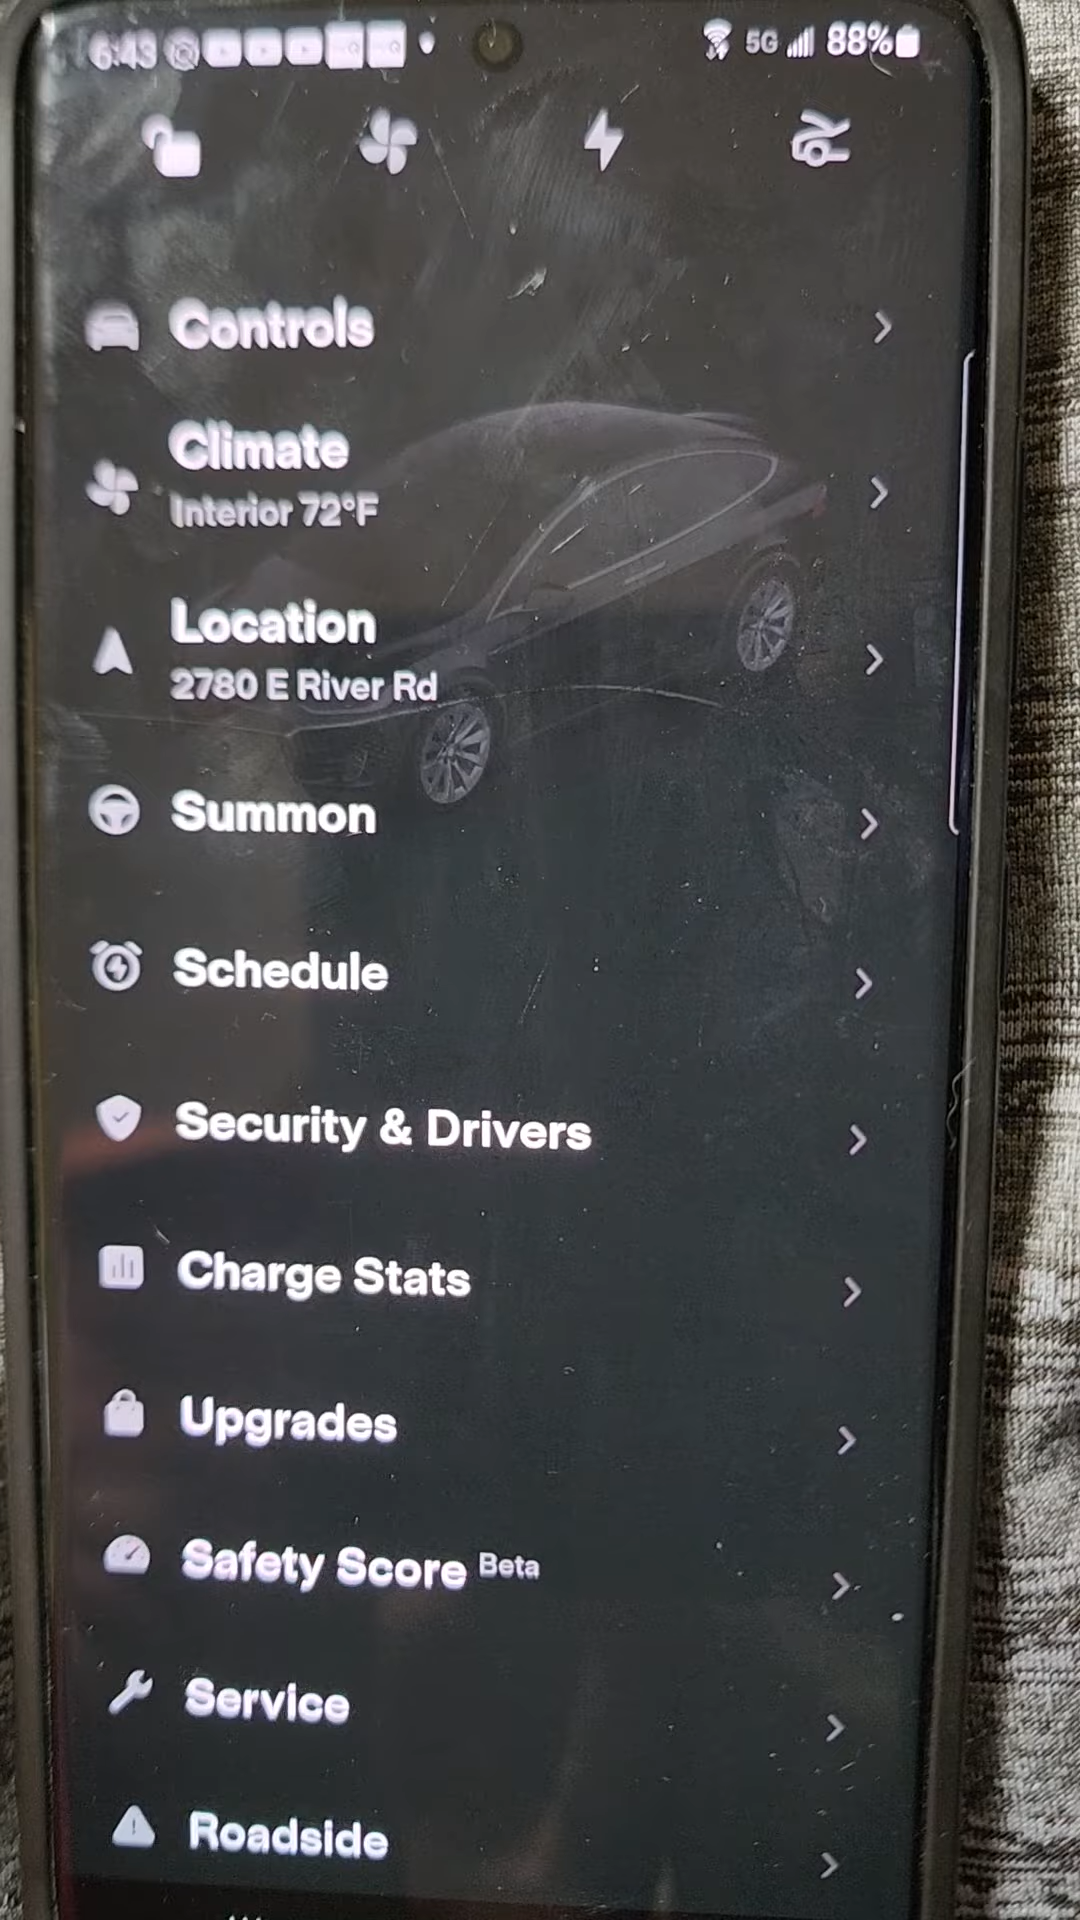 6:43 5G 88%
Controls
Climate
Interior 72°F
Location
2780 E River Rd
Summon
Schedule
Security & Drivers
Charge Stats
Upgrades
Safety Score Beta
Service
Roadside